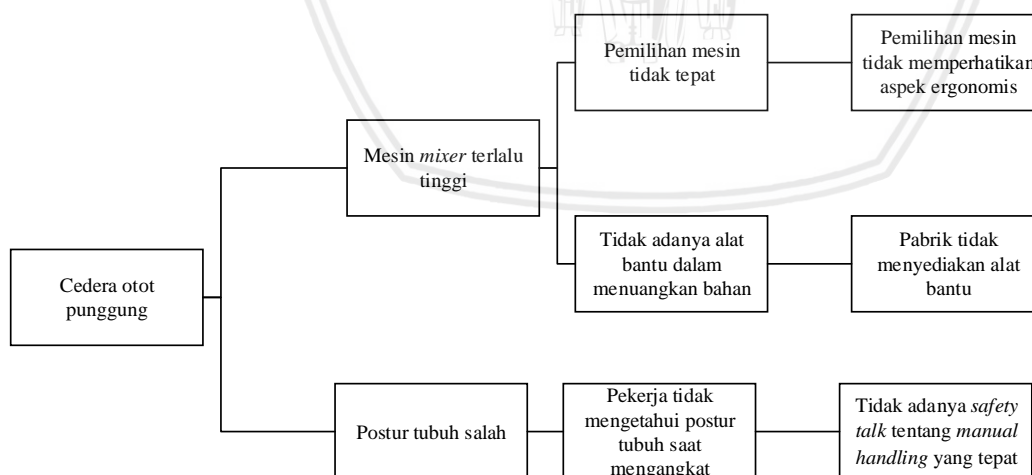 Pemilihan mesin
tidak tepat
Pemilihan mesin
tidak memperhatikan
aspek ergonomis
Mesin mixer terlalu
tinggi
Tidak adanya alat
bantu dalam
menuangkan bahan
Pabrik tidak
menyediakan alat
bantu
Cedera otot
punggung
Postur tubuh salah
Pekerja tidak
mengetahui postur
tubuh saat
mengangkat
Tidak adanya safety
talk tentang manual
handling yang tepat